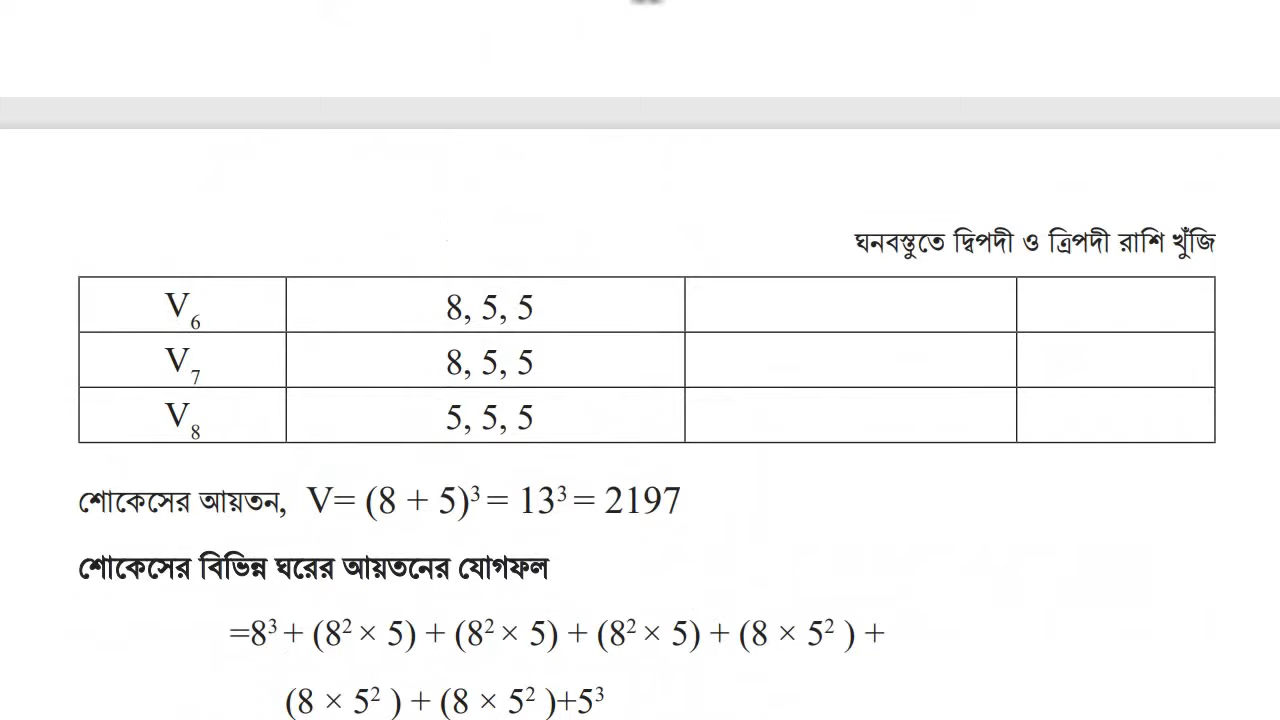 ঘনবস্তুতে দ্বিপদী ও ত্রিপদী রাশি খুঁজি
V₆ 8, 5, 5
V₇ 8, 5, 5
V₈ 5, 5, 5
শোকেসের আয়তন, V= (8 + 5)³ = 13³ = 2197
শোকেসের বিভিন্ন ঘরের আয়তনের যোগফল
=8³ + (8² × 5) + (8² × 5) + (8² × 5) + (8 × 5² ) +
(8 × 5² ) + (8 × 5² )+5³